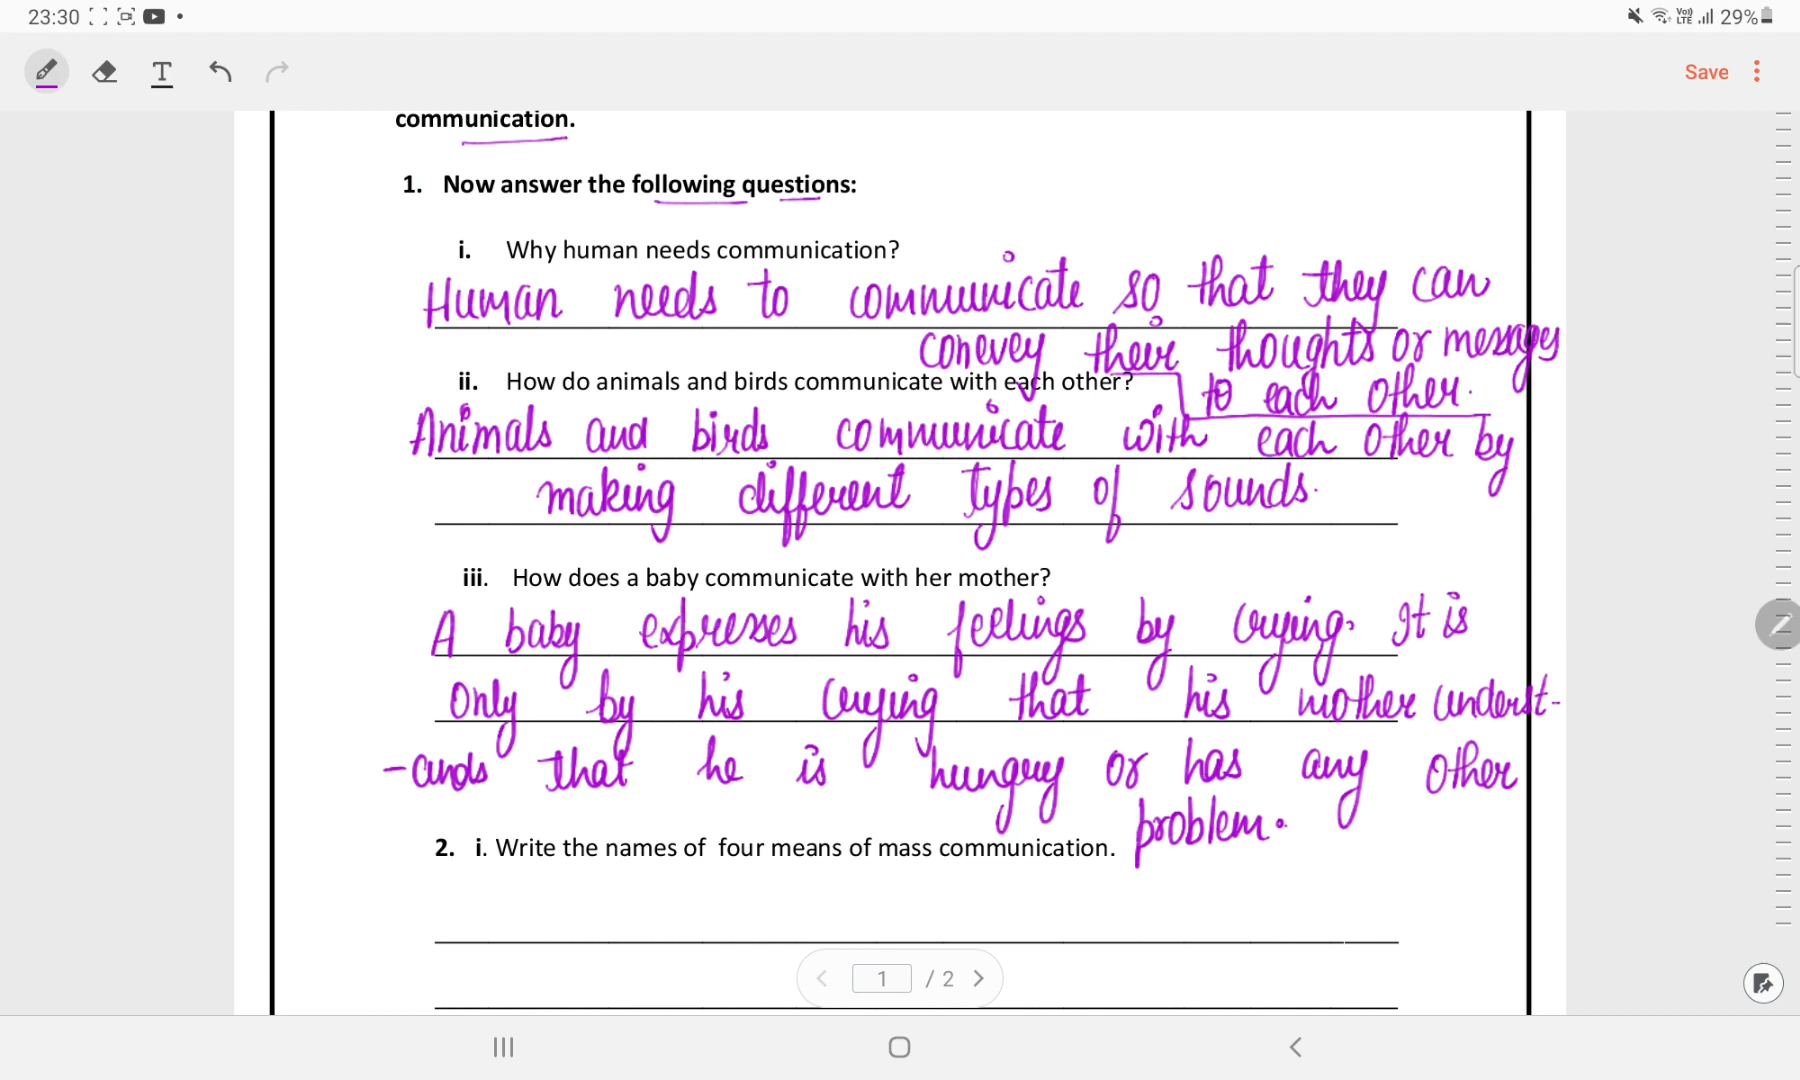 23:30
29%
Save
communication.
1. Now answer the following questions:
i. Why human needs communication?
Human needs to communicate so that they can
conevey their thoughts or messages
to each other.
ii. How do animals and birds communicate with each other?
Animals and birds communicate with each other by
making different types of sounds.
iii. How does a baby communicate with her mother?
A baby expresses his feelings by crying. It is
only by his crying that his mother underst-
-ands that he is hungry or has any other
problem.
2. i. Write the names of four means of mass communication.
1 / 2